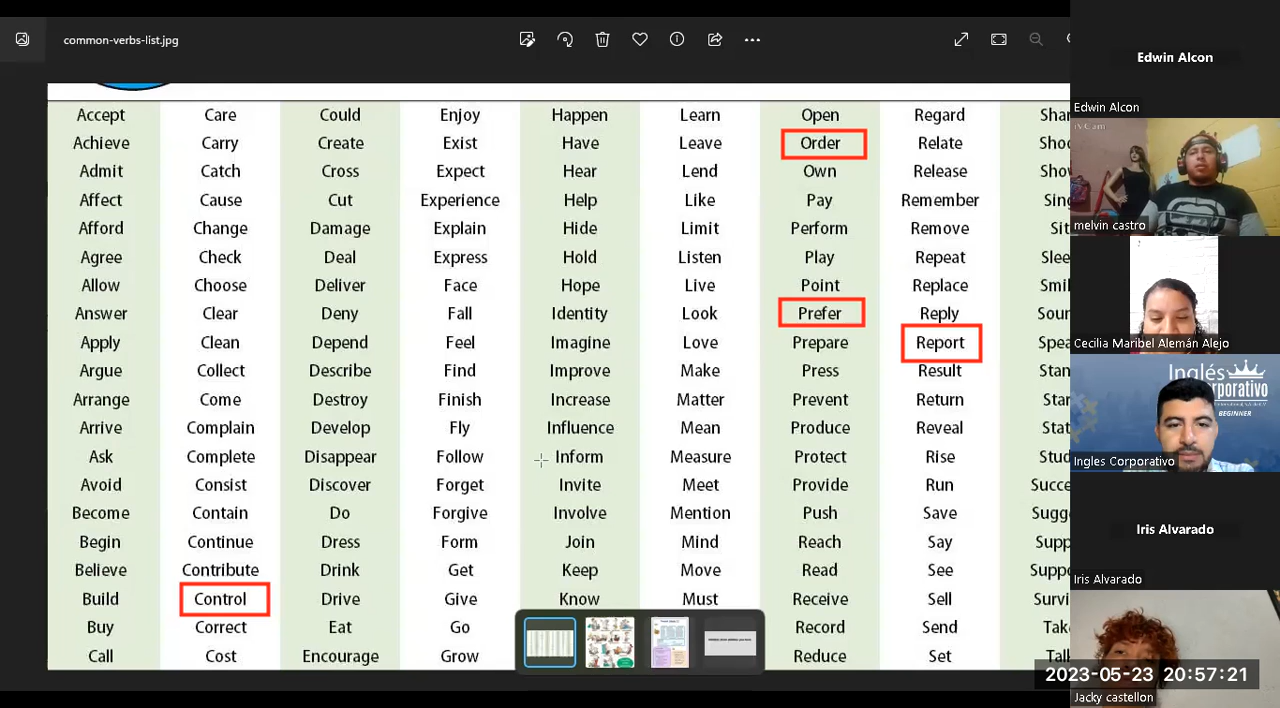 common-verbs-list.jpg
Accept Care Could Enjoy Happen Learn Open Regard
Achieve Carry Create Exist Have Leave Order Relate
Admit Catch Cross Expect Hear Lend Own Release
Affect Cause Cut Experience Help Like Pay Remember
Afford Change Damage Explain Hide Limit Perform Remove
Agree Check Deal Express Hold Listen Play Repeat
Allow Choose Deliver Face Hope Live Point Replace
Answer Clear Deny Fall Identity Look Prefer Reply
Apply Clean Depend Feel Imagine Love Prepare Report
Argue Collect Describe Find Improve Make Press Result
Arrange Come Destroy Finish Increase Matter Prevent Return
Arrive Complain Develop Fly Influence Mean Produce Reveal
Ask Complete Disappear Follow Inform Measure Protect Rise
Avoid Consist Discover Forget Invite Meet Provide Run
Become Contain Do Forgive Involve Mention Push Save
Begin Continue Dress Form Join Mind Reach Say
Believe Contribute Drink Get Keep Move Read See
Build Control Drive Give Know Must Receive Sell
Buy Correct Eat Go Record Send
Call Cost Encourage Grow Reduce Set
Edwin Alcon
Edwin Alcon
iVCam
melvin castro
Cecilia Maribel Alemán Alejo
Inglés
Corporativo
BEGINNER
Ingles Corporativo
Iris Alvarado
Iris Alvarado
2023-05-23 20:57:21
Jacky castellon